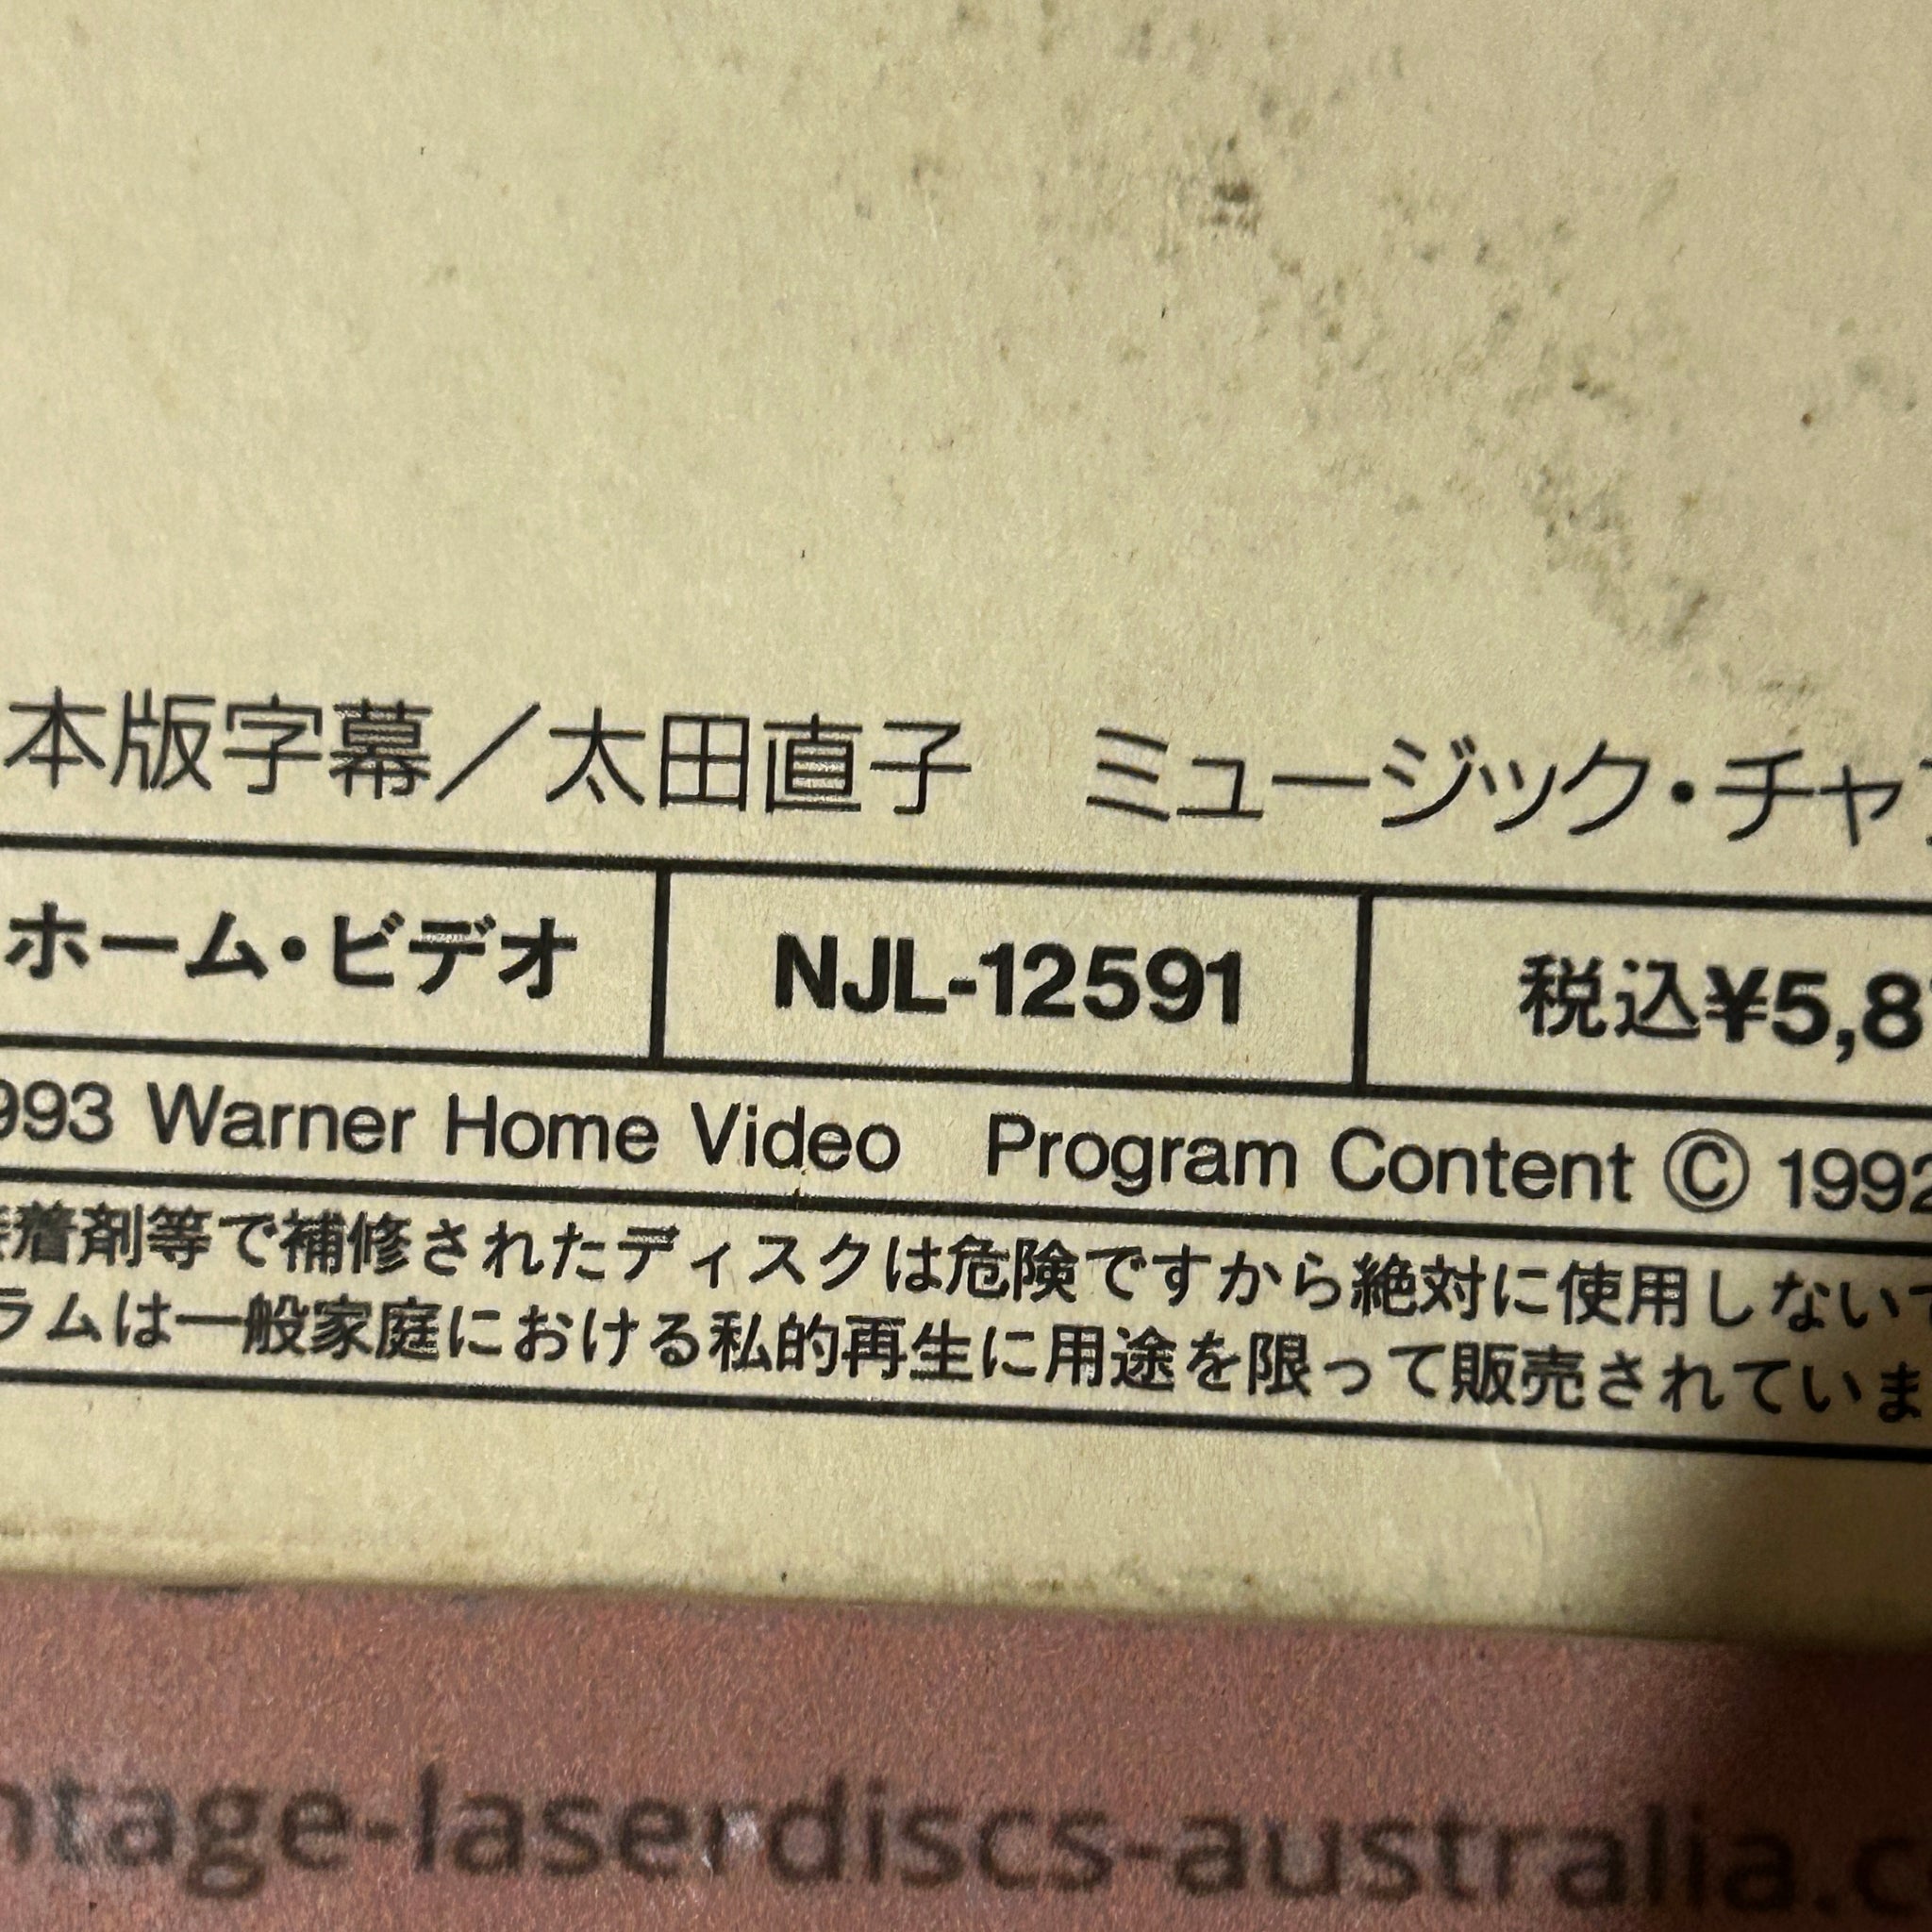 本版字幕／太田直子　ミュージック・チャ
ホーム・ビデオ NJL-12591 税込¥5,8
993 Warner Home Video Program Content © 1992
着剤等で補修されたディスクは危険ですから絶対に使用しない
ラムは一般家庭における私的再生に用途を限って販売されていま
ntage-laserdiscs-australia.c